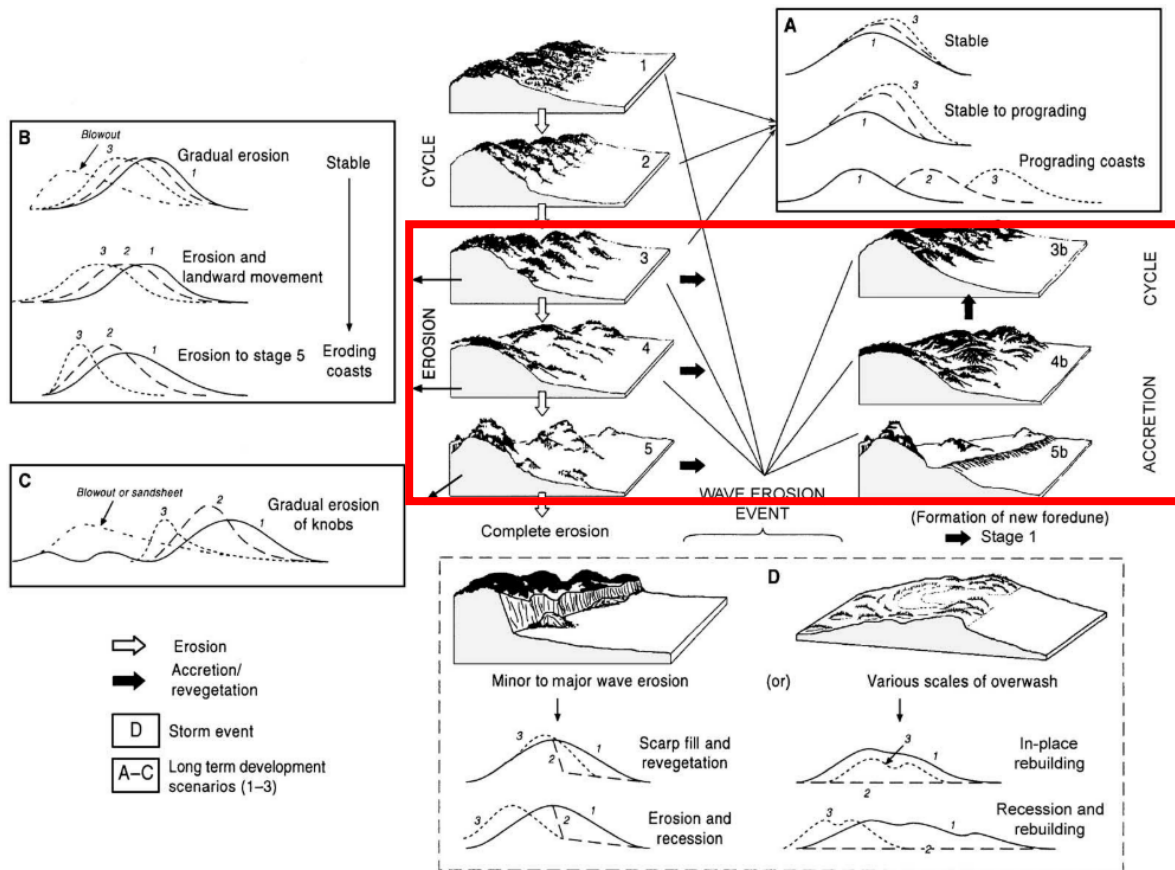 A
3
1
Stable
3
1
Stable to prograding
Prograding coasts
1
2
3
B
Blowout
3
1
Gradual erosion
Stable
3 2 1
Erosion and
landward movement
3
2
1
Erosion to stage 5
Eroding
coasts
C
Blowout or sandsheet
3
2
1
Gradual erosion
of knobs
1
CYCLE
2
3
EROSION
4
5
Complete erosion
WAVE EROSION
EVENT
3b
CYCLE
4b
ACCRETION
5b
(Formation of new foredune)
Stage 1
Erosion
Accretion/
revegetation
D
Storm event
A–C
Long term development
scenarios (1–3)
D
Minor to major wave erosion
(or)
Various scales of overwash
3
1
2
Scarp fill and
revegetation
3
1
2
In-place
rebuilding
3
1
2
Erosion and
recession
3
1
2
Recession and
rebuilding